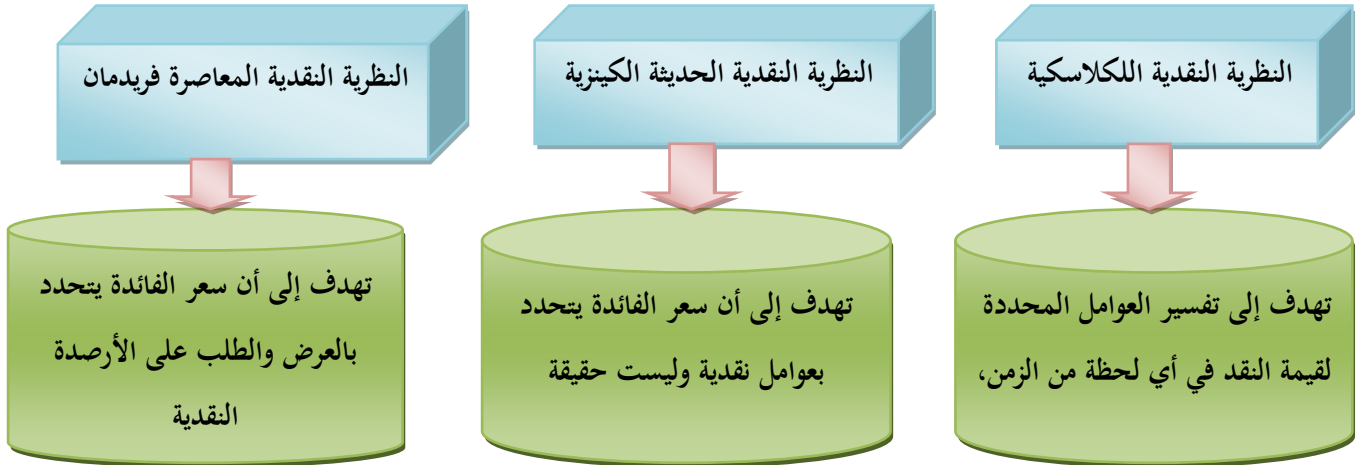 النظرية النقدية اللكلاسكية
النظرية النقدية الحديثة الكينزية
النظرية النقدية المعاصرة فريدمان
تهدف إلى تفسير العوامل المحددة
لقيمة النقد في أي لحظة من الزمن،
تهدف إلى أن سعر الفائدة يتحدد
بعوامل نقدية وليست حقيقة
تهدف إلى أن سعر الفائدة يتحدد
بالعرض والطلب على الأرصدة
النقدية